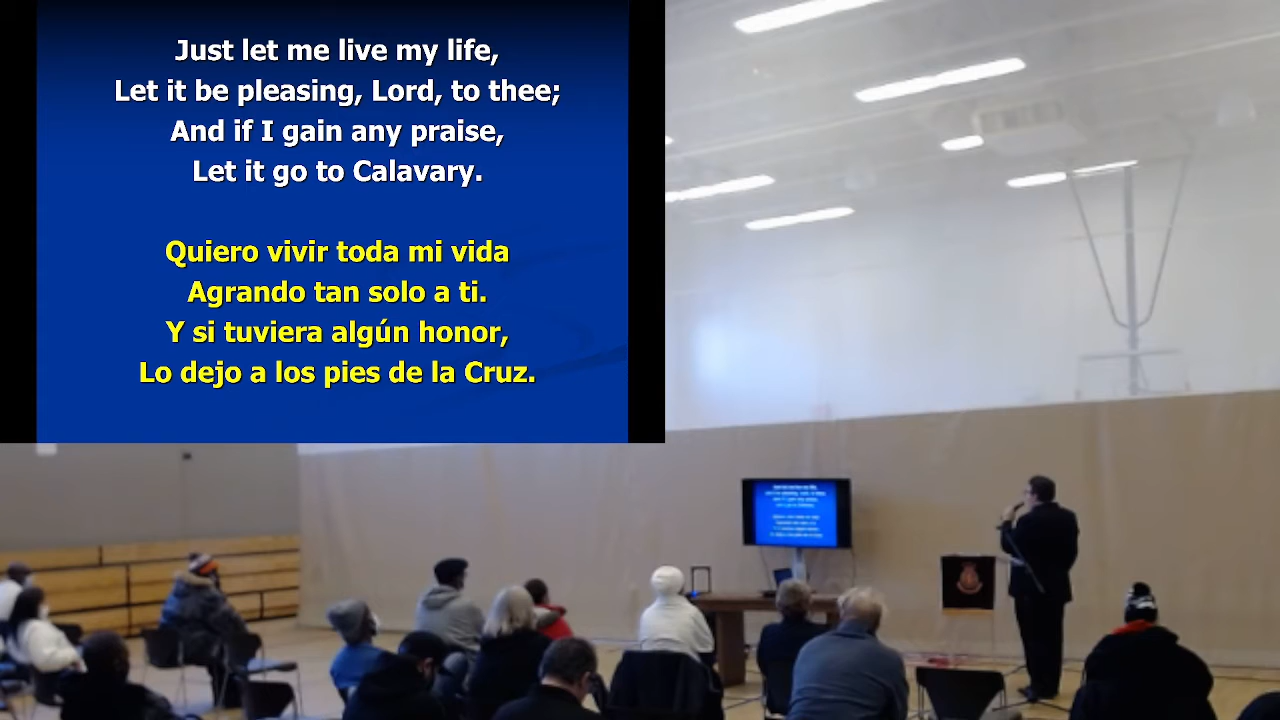 Just let me live my life,
Let it be pleasing, Lord, to thee;
And if I gain any praise,
Let it go to Calavary.
Quiero vivir toda mi vida
Agrando tan solo a ti.
Y si tuviera algún honor,
Lo dejo a los pies de la Cruz.